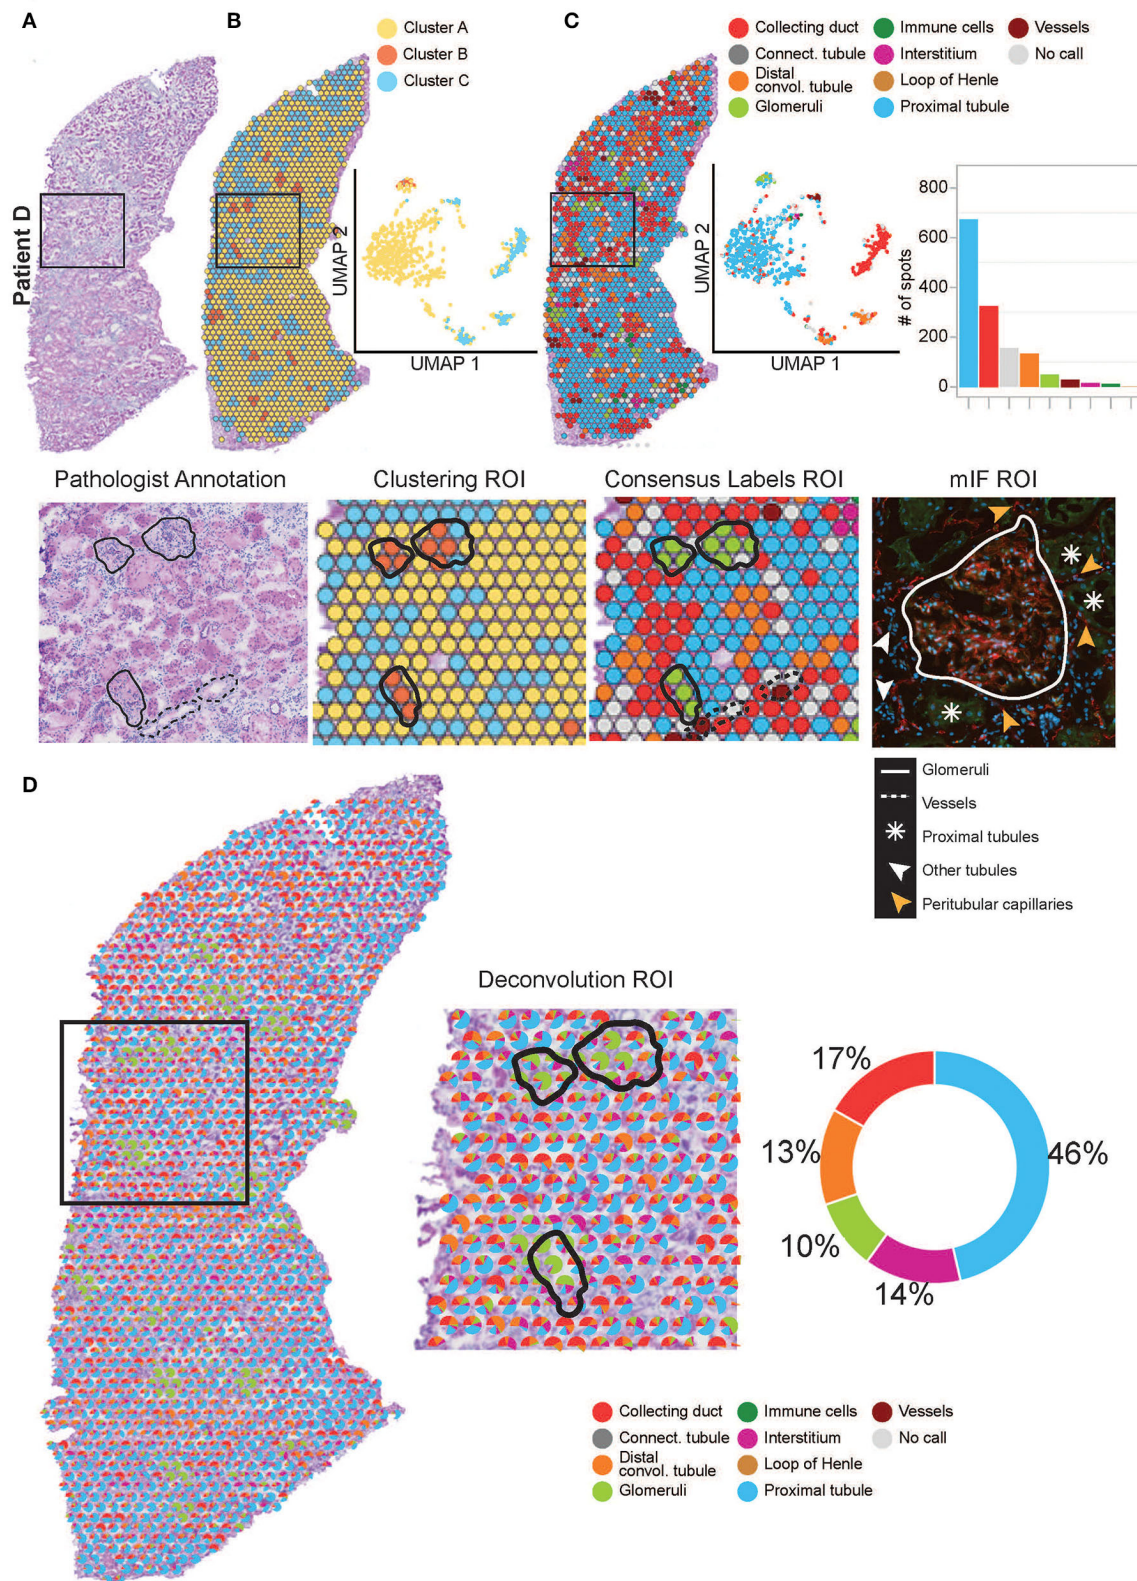 A
B
C
Cluster A
Cluster B
Cluster C
Collecting duct
Connect. tubule
Distal
convol. tubule
Glomeruli
Immune cells
Interstitium
Loop of Henle
Proximal tubule
Vessels
No call
Patient D
UMAP 2
UMAP 1
UMAP 2
UMAP 1
# of spots
800
600
400
200
0
Pathologist Annotation
Clustering ROI
Consensus Labels ROI
mIF ROI
Glomeruli
Vessels
Proximal tubules
Other tubules
Peritubular capillaries
D
Deconvolution ROI
17%
13%
46%
10%
14%
Collecting duct
Connect. tubule
Distal
convol. tubule
Glomeruli
Immune cells
Interstitium
Loop of Henle
Proximal tubule
Vessels
No call